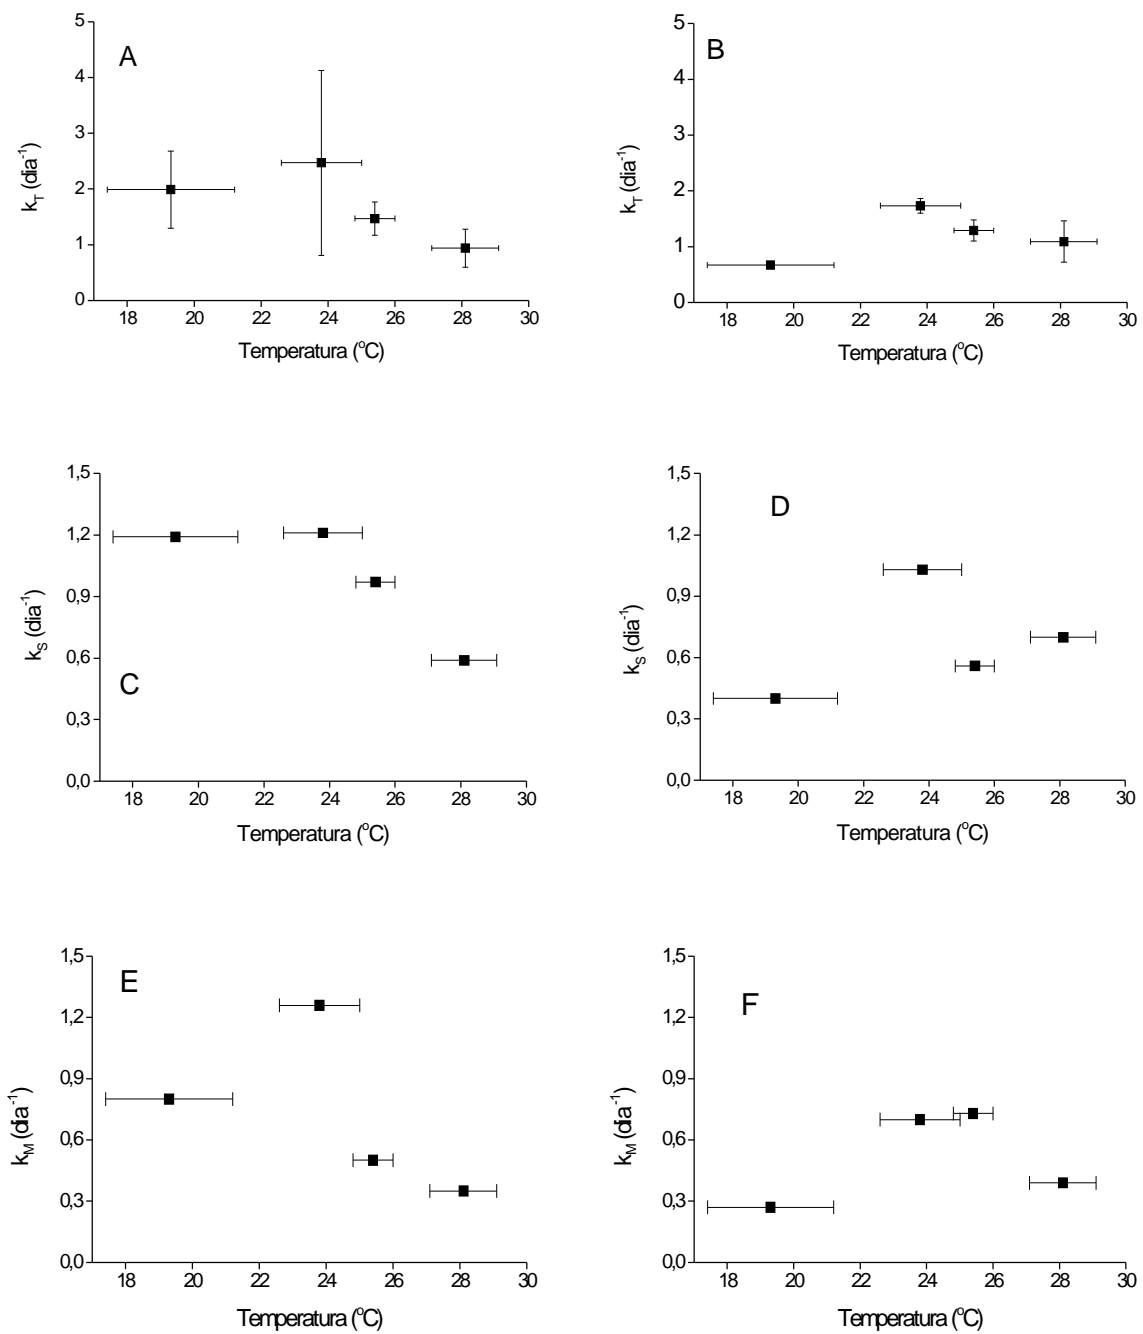 A
5
4
3
2
1
0
k_T (dia^-1)
18 20 22 24 26 28 30
Temperatura (°C)
B
5
4
3
2
1
0
k_T (dia^-1)
18 20 22 24 26 28 30
Temperatura (°C)
C
1,5
1,2
0,9
0,6
0,3
0,0
k_S (dia^-1)
18 20 22 24 26 28 30
Temperatura (°C)
D
1,5
1,2
0,9
0,6
0,3
0,0
k_S (dia^-1)
18 20 22 24 26 28 30
Temperatura (°C)
E
1,5
1,2
0,9
0,6
0,3
0,0
k_M (dia^-1)
18 20 22 24 26 28 30
Temperatura (°C)
F
1,5
1,2
0,9
0,6
0,3
0,0
k_M (dia^-1)
18 20 22 24 26 28 30
Temperatura (°C)